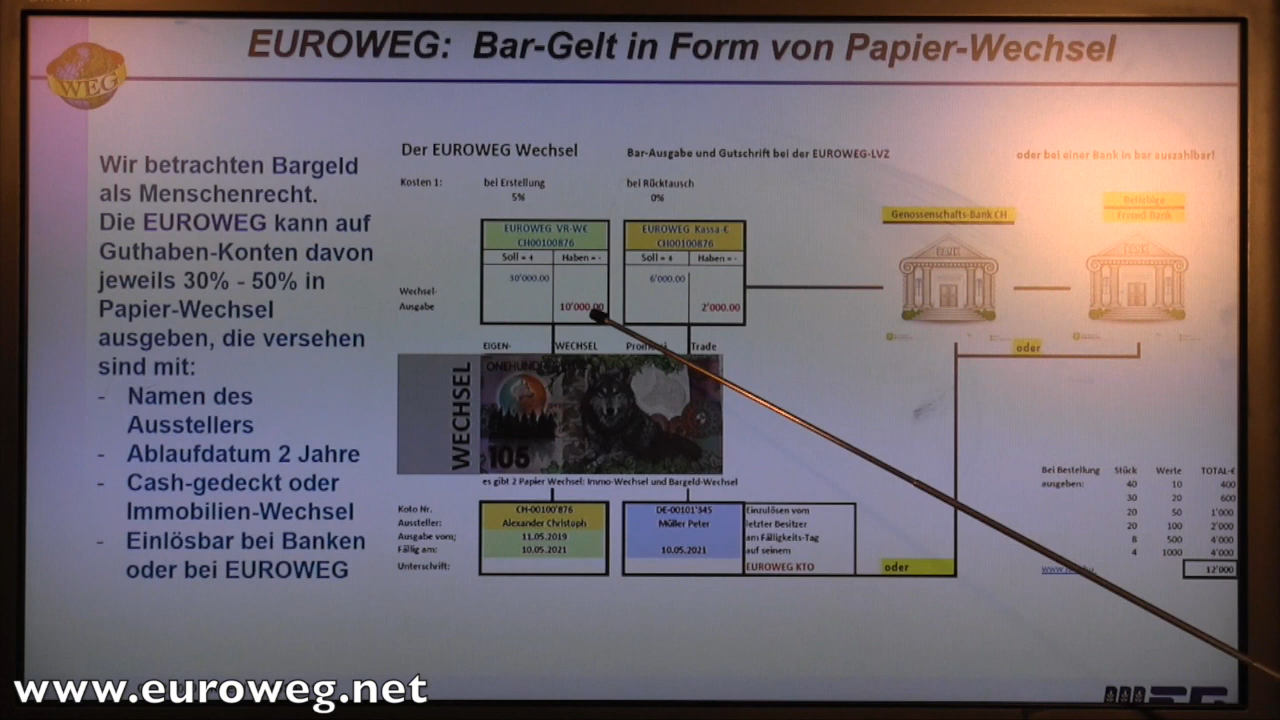 EUROWEG: Bar-Gelt in Form von Papier-Wechsel
WEG
Wir betrachten Bargeld
als Menschenrecht.
Die EUROWEG kann auf
Guthaben-Konten davon
jeweils 30% - 50% in
Papier-Wechsel
ausgeben, die versehen
sind mit:
- Namen des
Ausstellers
- Ablaufdatum 2 Jahre
- Cash-gedeckt oder
Immobilien-Wechsel
- Einlösbar bei Banken
oder bei EUROWEG
Der EUROWEG Wechsel
Bar-Ausgabe und Gutschrift bei der EUROWEG-LVZ
oder bei einer Bank in bar auszahlbar!
Kosten 1: bei Erstellung bei Rücktausch
5% 0%
Genossenschafts-Bank CH
Beliebige
Fremd-Bank
EUROWEG VR-W€ EUROWEG Kassa-€
CH00100876 CH00100876
Soll = + Haben = - Soll = + Haben = -
30'000.00 6'000.00
Wechsel-
Ausgabe 10'000.00 2'000.00
BANK BANK
oder
EIGEN- WECHSEL Trade
WECHSEL
105
es gibt 2 Papier Wechsel: Immo-Wechsel und Bargeld-Wechsel
Koto Nr. CH-00100'876 DE-00101'345 Einzulösen vom
Aussteller: Alexander Christoph Müller Peter letzter Besitzer
Ausgabe vom; 11.05.2019 am Fälligkeits-Tag
Fällig am: 10.05.2021 10.05.2021 auf seinem
Unterschrift: EUROWEG KTO oder
Bei Bestellung Stück Werte TOTAL-€
ausgeben: 40 10 400
30 20 600
20 50 1'000
20 100 2'000
8 500 4'000
4 1000 4'000
12'000
www.euroweg.net